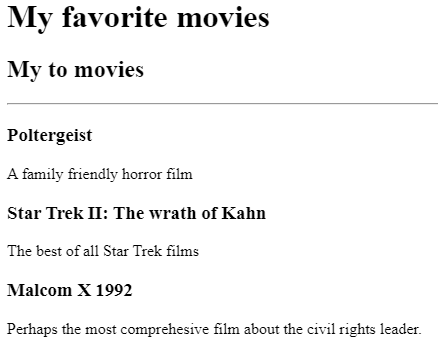 My favorite movies
My to movies
Poltergeist
A family friendly horror film
Star Trek II: The wrath of Kahn
The best of all Star Trek films
Malcom X 1992
Perhaps the most comprehesive film about the civil rights leader.